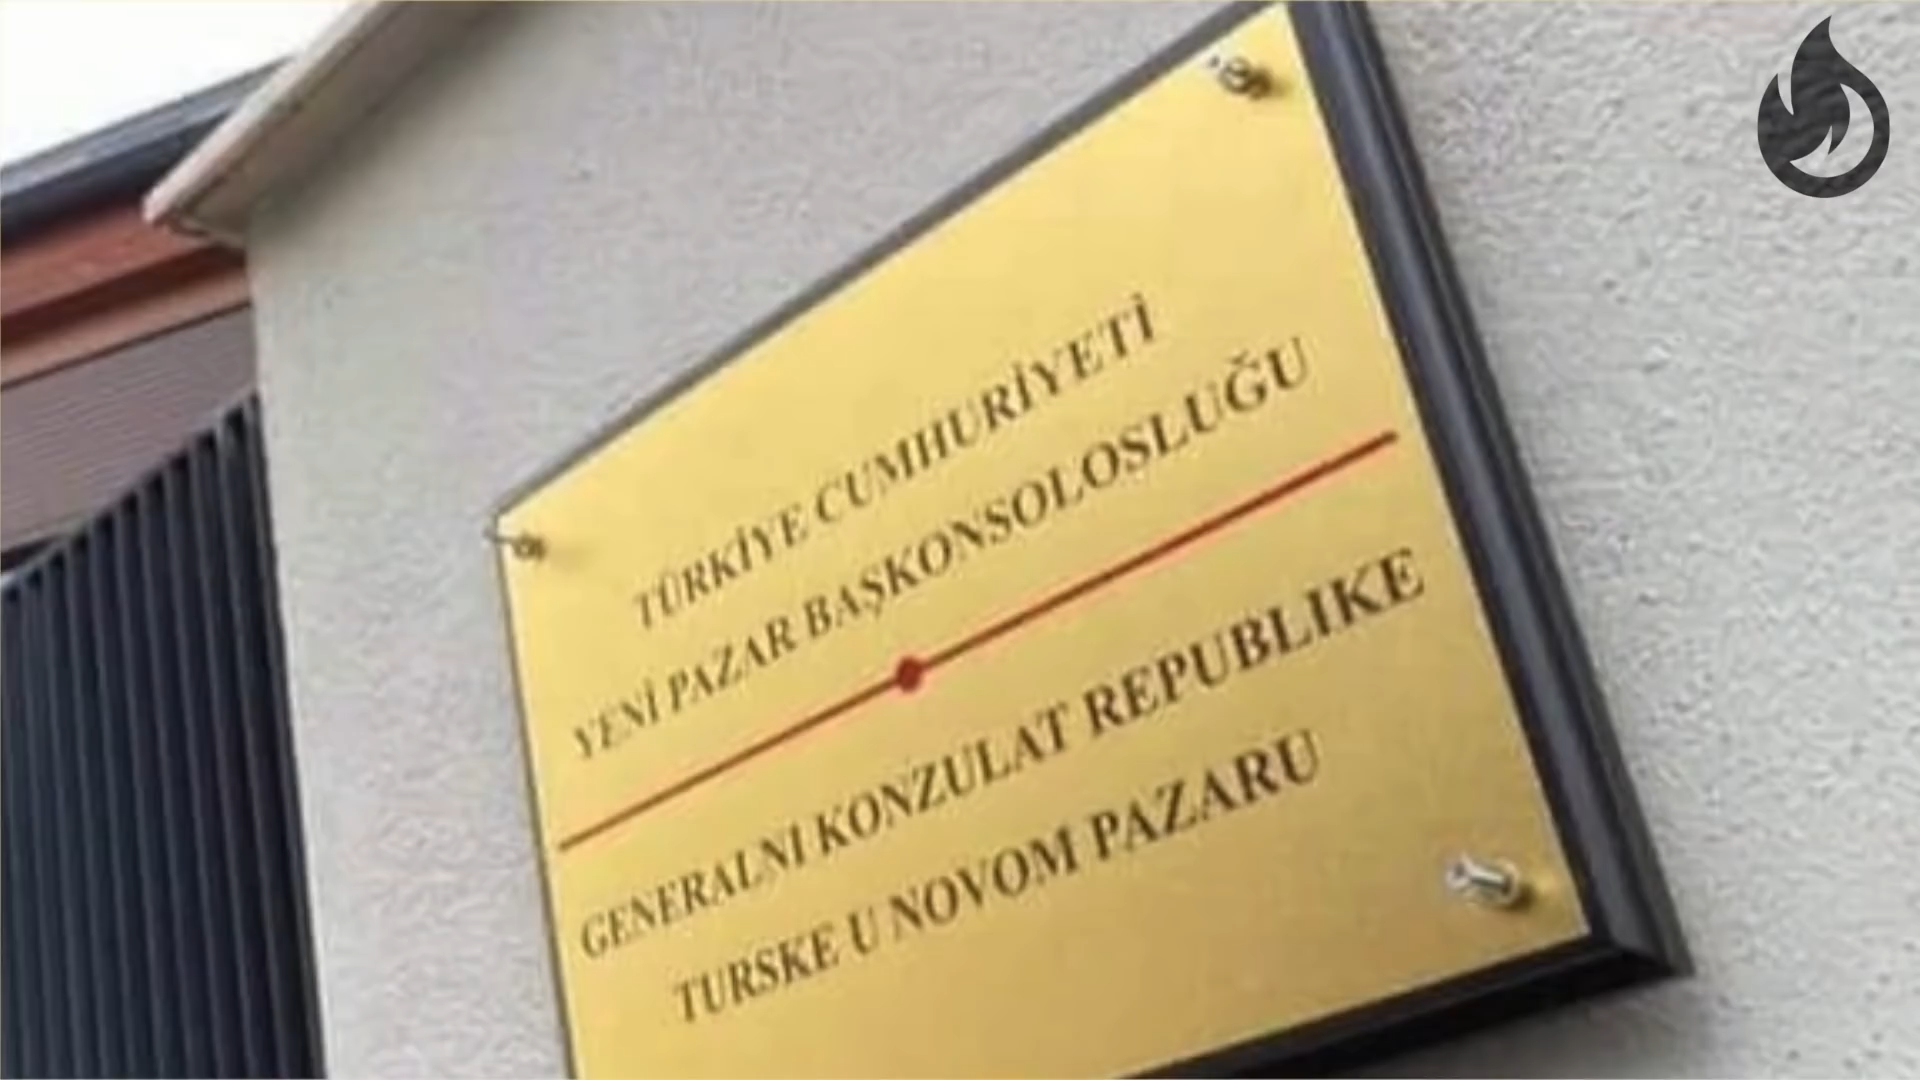 TÜRKİYE CUMHURİYETİ
YENİ PAZAR BAŞKONSOLOSLUĞU
GENERALNI KONZULAT REPUBLIKE
TURSKE U NOVOM PAZARU